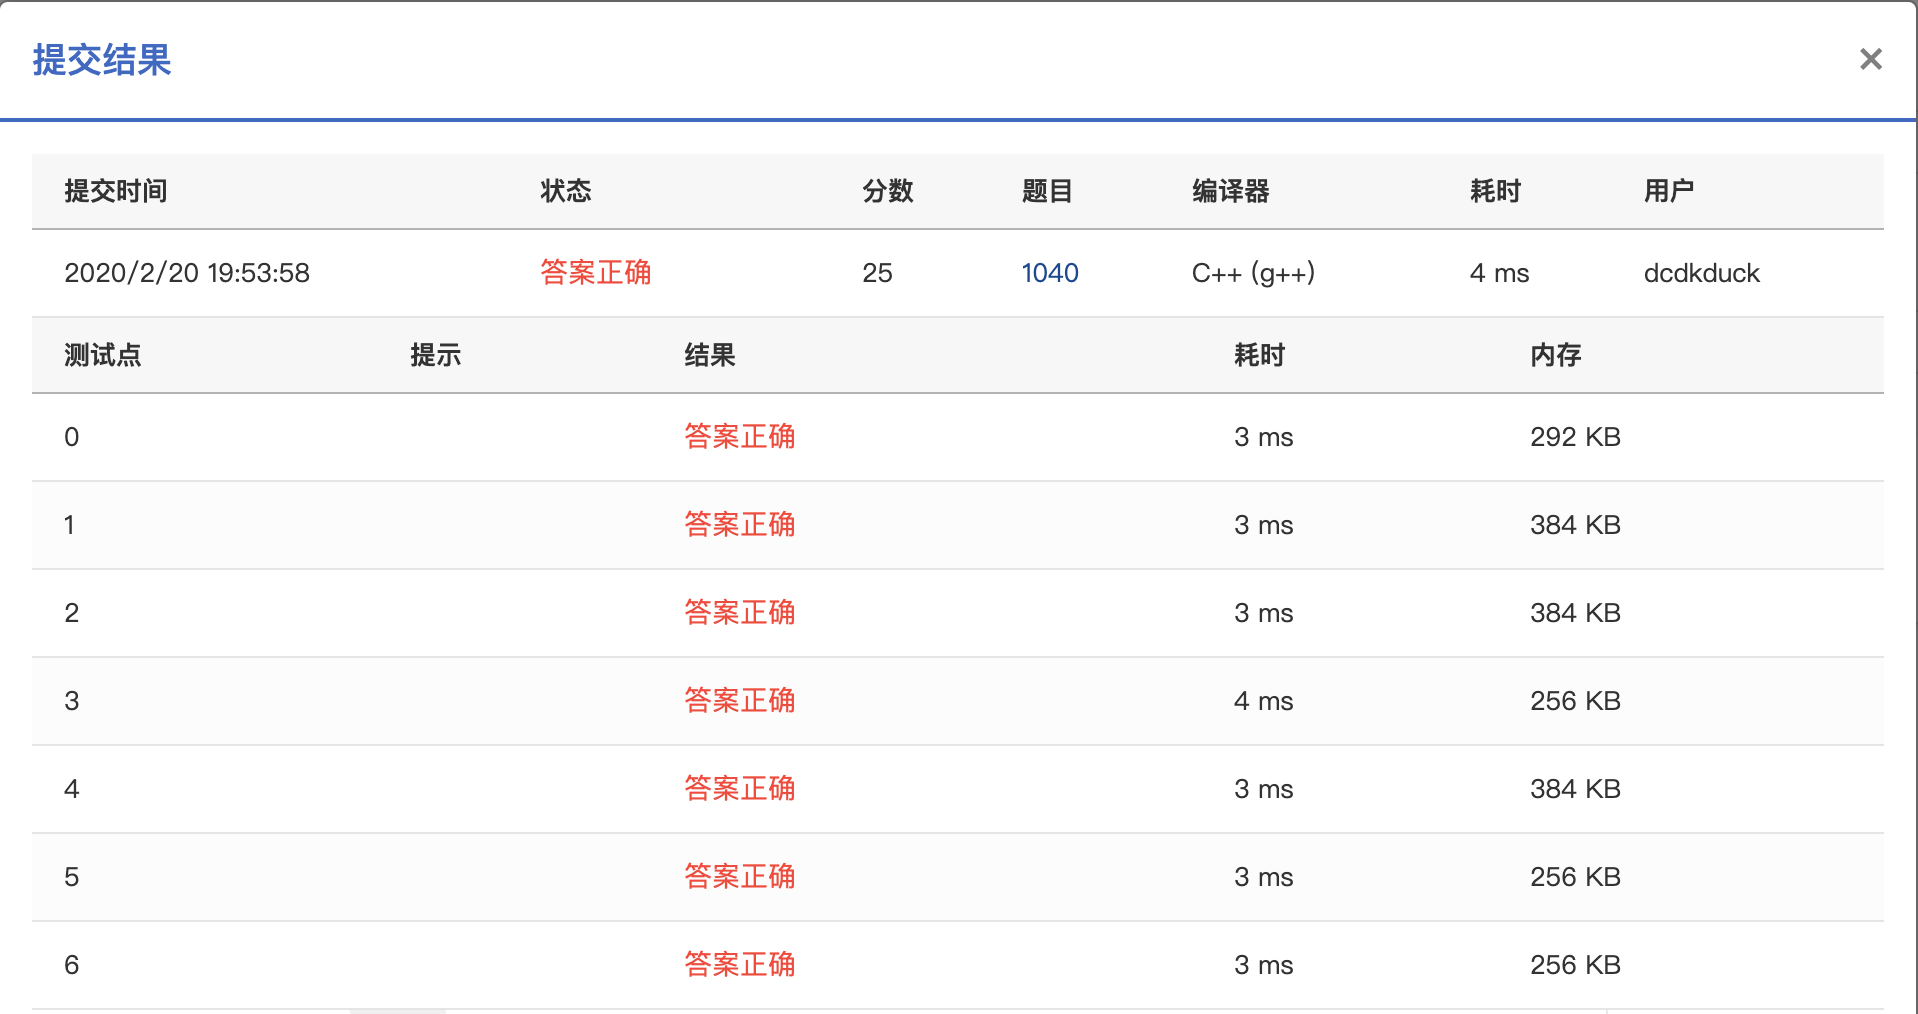 提交结果
×
提交时间 状态 分数 题目 编译器 耗时 用户
2020/2/20 19:53:58 答案正确 25 1040 C++ (g++) 4 ms dcdkduck
测试点 提示 结果 耗时 内存
0 答案正确 3 ms 292 KB
1 答案正确 3 ms 384 KB
2 答案正确 3 ms 384 KB
3 答案正确 4 ms 256 KB
4 答案正确 3 ms 384 KB
5 答案正确 3 ms 256 KB
6 答案正确 3 ms 256 KB